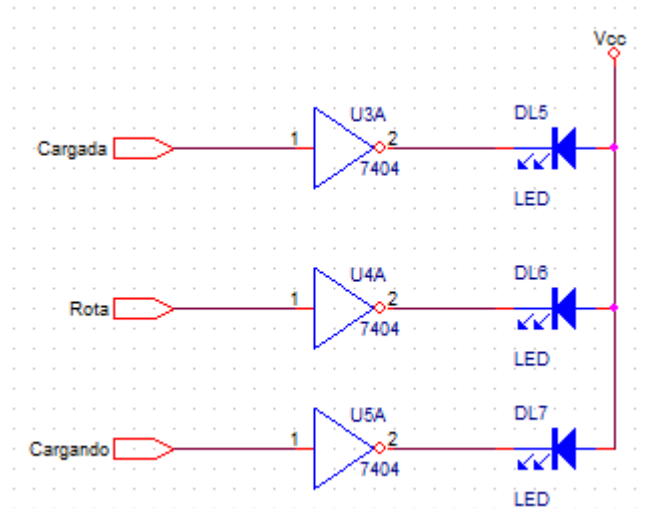 Vcc
U3A
DL5
Cargada
1
2
7404
LED
U4A
DL6
Rota
1
2
7404
LED
U5A
DL7
Cargando
1
2
7404
LED